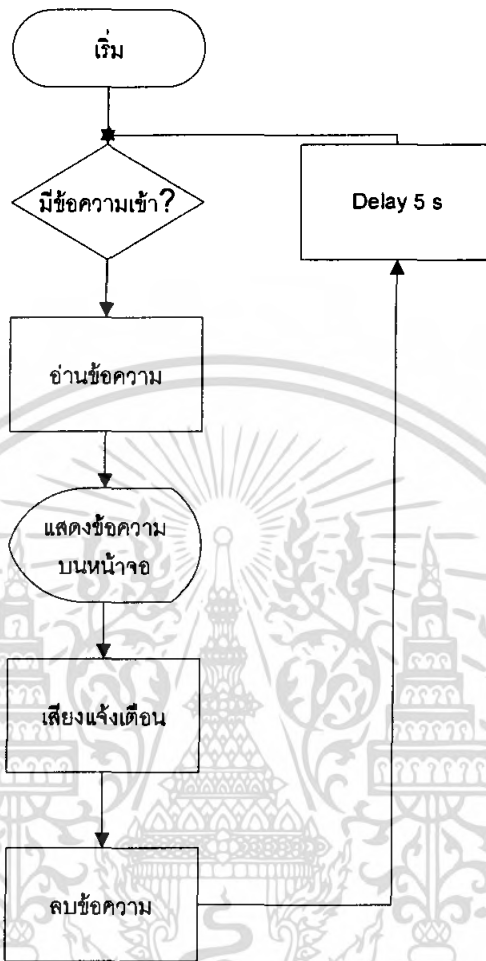 เริ่ม
มีข้อความเข้า?
Delay 5 s
อ่านข้อความ
แสดงข้อความ
บนหน้าจอ
เสียงแจ้งเตือน
ลบข้อความ